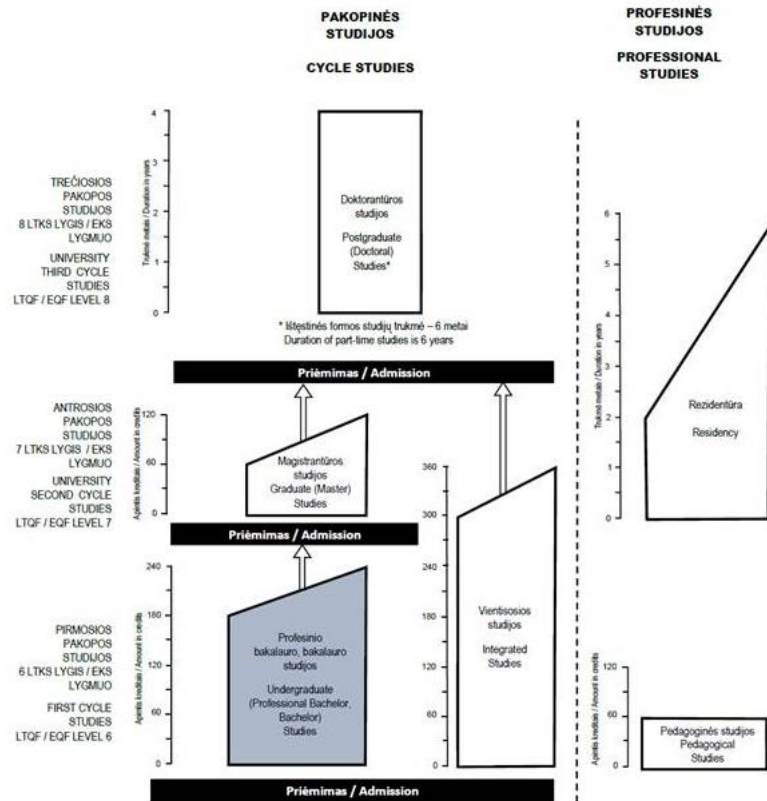 PAKOPINĖS
STUDIJOS
CYCLE STUDIES
PROFESINĖS
STUDIJOS
PROFESSIONAL
STUDIES
TREČIOSIOS
PAKOPOS
STUDIJOS
8 LTKS LYGIS / EKS
LYGMUO
UNIVERSITY
THIRD CYCLE
STUDIES
LTQF / EQF LEVEL 8
Trukmė metais / Duration in years
4
3
2
1
0
Doktorantūros
studijos
Postgraduate
(Doctoral)
Studies*
* Ištęstinės formos studijų trukmė – 6 metai
Duration of part-time studies is 6 years
Priėmimas / Admission
ANTROSIOS
PAKOPOS
STUDIJOS
7 LTKS LYGIS / EKS
LYGMUO
UNIVERSITY
SECOND CYCLE
STUDIES
LTQF / EQF LEVEL 7
Apimtis kreditais / Amount in credits
120
60
0
Magistrantūros
studijos
Graduate (Master)
Studies
Priėmimas / Admission
PIRMOSIOS
PAKOPOS
STUDIJOS
6 LTKS LYGIS / EKS
LYGMUO
FIRST CYCLE
STUDIES
LTQF / EQF LEVEL 6
Apimtis kreditais / Amount in credits
240
180
120
60
0
Profesinio
bakalauro, bakalauro
studijos
Undergraduate
(Professional Bachelor,
Bachelor)
Studies
360
300
240
180
120
60
0
Vientisosios
studijos
Integrated
Studies
Priėmimas / Admission
Trukmė metais / Duration in years
6
5
4
3
2
1
0
Rezidentūra
Residency
Apimtis kreditais / Amount in credits
120
60
0
Pedagoginės studijos
Pedagogical
Studies